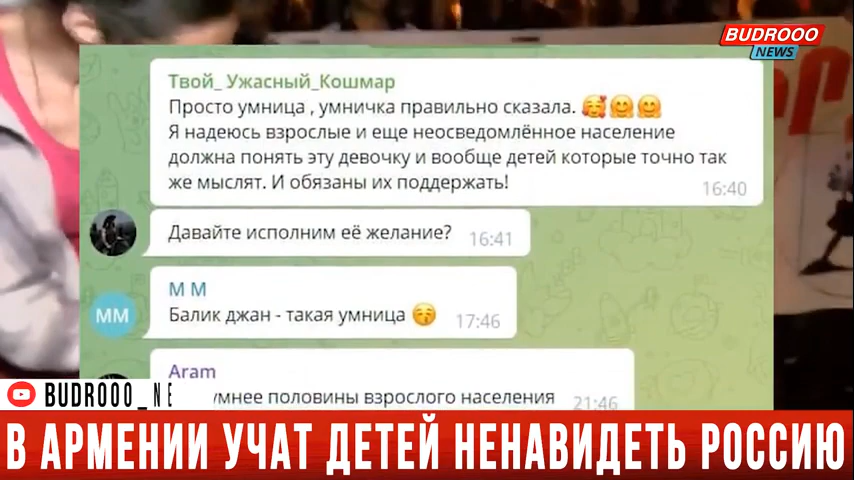 BUDROOO
NEWS
Твой_ Ужасный_Кошмар
Просто умница , умничка правильно сказала. 🥰🤗🤗
Я надеюсь взрослые и еще неосведомлённое население
должна понять эту девочку и вообще детей которые точно так
же мыслят. И обязаны их поддержать!
16:40
Давайте исполним её желание?
16:41
M M
MM
Балик джан - такая умница 😚
17:46
Aram
половины взрослого населения
21:46
BUDROOO_NE
В АРМЕНИИ УЧАТ ДЕТЕЙ НЕНАВИДЕТЬ РОССИЮ